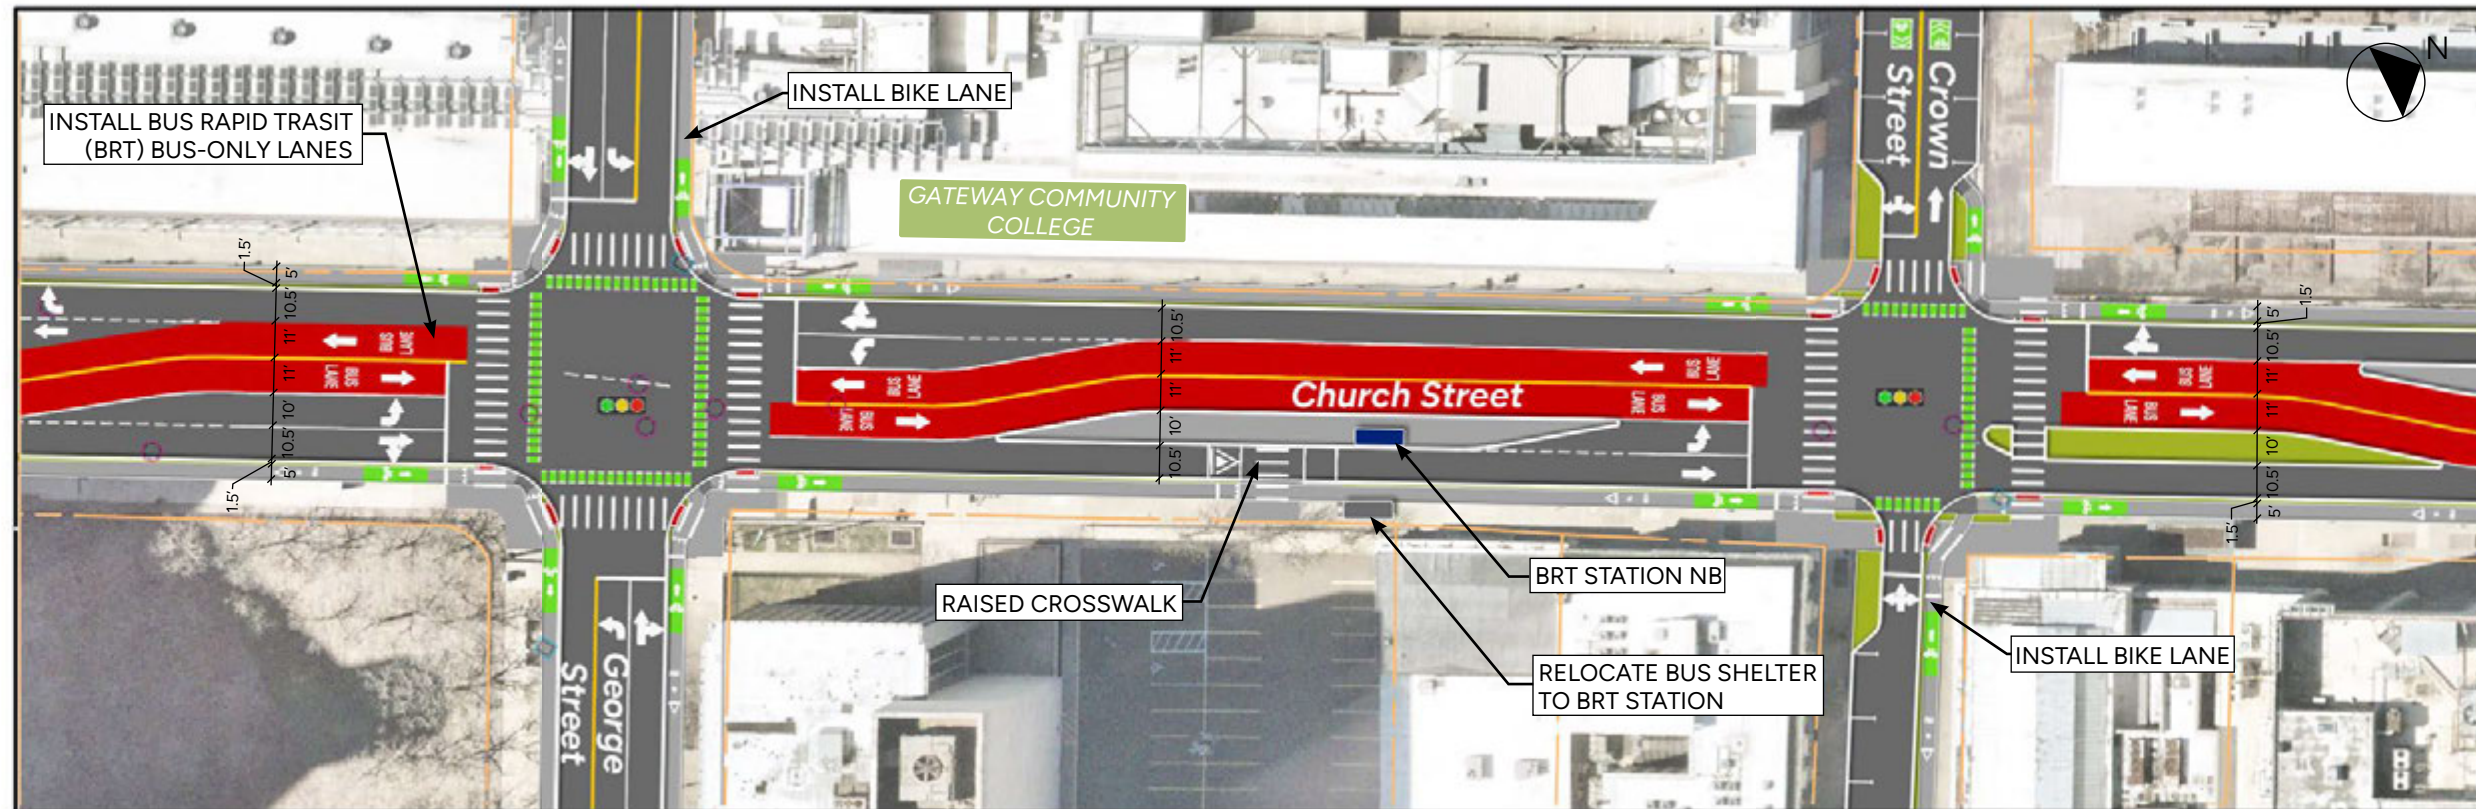 INSTALL BUS RAPID TRASIT
(BRT) BUS-ONLY LANES
INSTALL BIKE LANE
GATEWAY COMMUNITY
COLLEGE
Crown
Street
N
1.5'
5'
10.5'
11'
11'
10'
10.5'
5'
1.5'
BUS
LANE
BUS
LANE
BUS
LANE
BUS
LANE
10.5'
11'
11'
10'
10.5'
Church Street
BUS
LANE
BUS
LANE
BUS
LANE
BUS
LANE
1.5'
5'
10.5'
11'
11'
10'
10.5'
5'
1.5'
George
Street
RAISED CROSSWALK
BRT STATION NB
RELOCATE BUS SHELTER
TO BRT STATION
INSTALL BIKE LANE